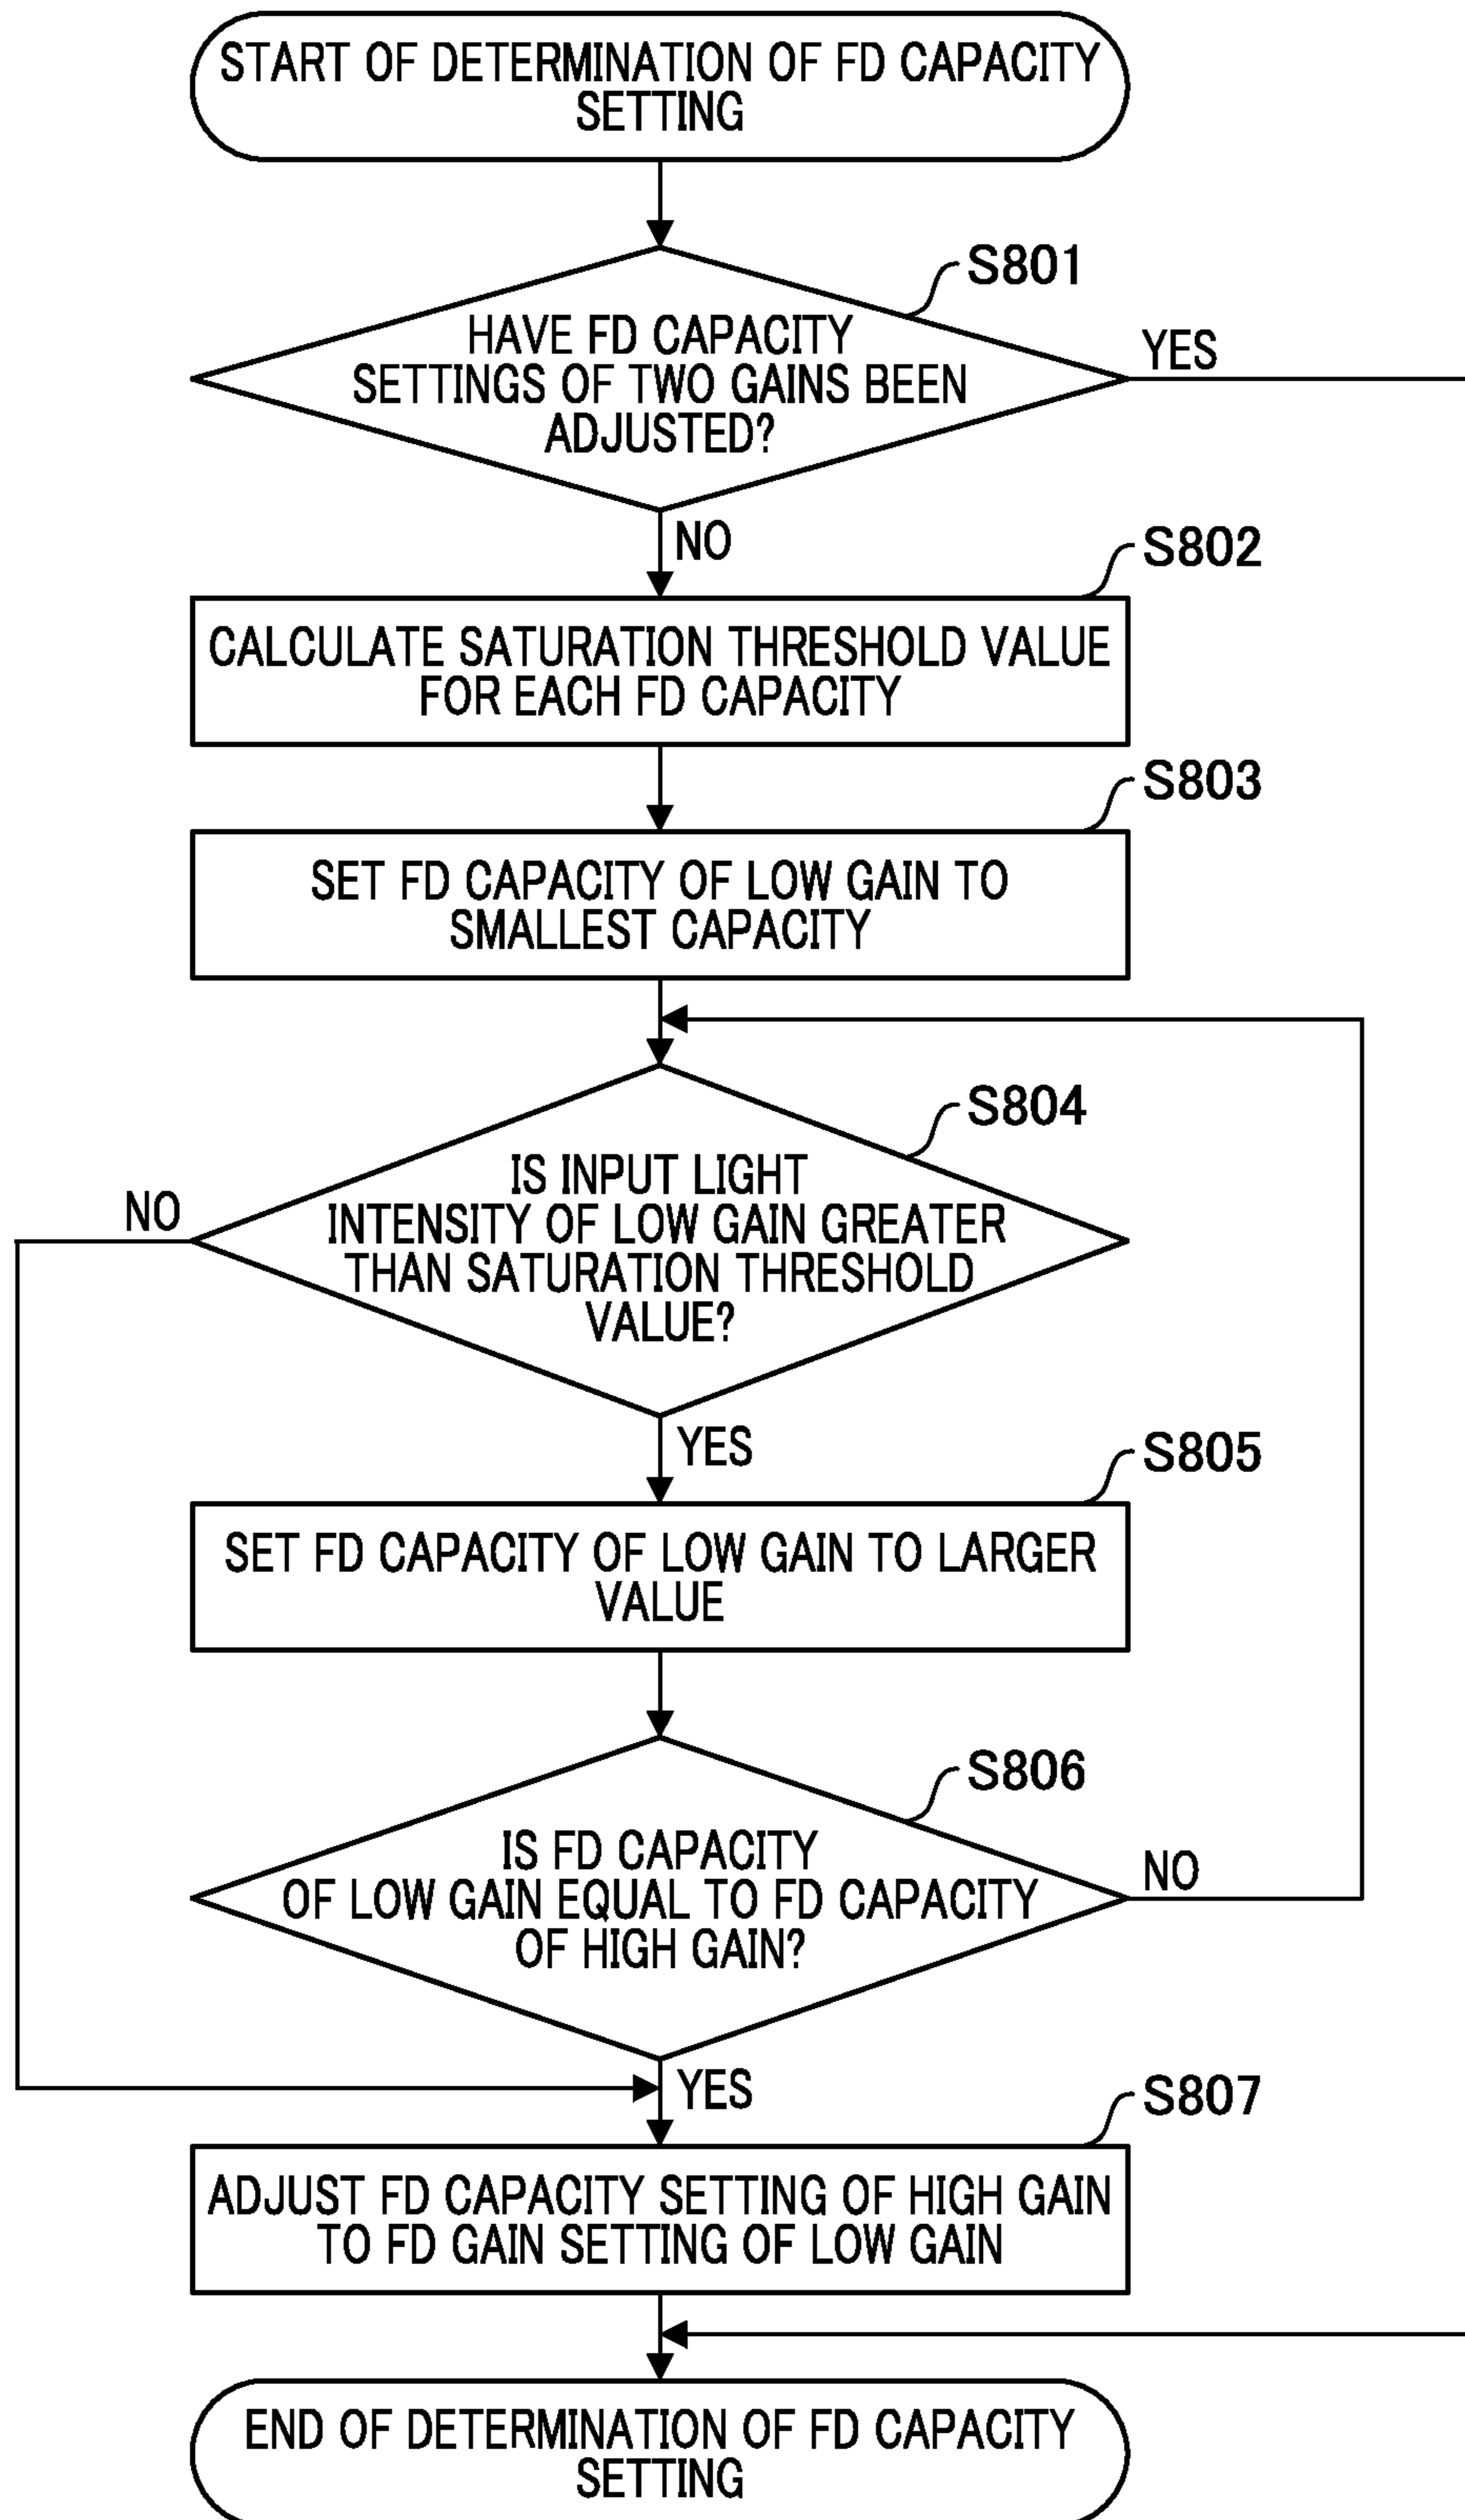 START OF DETERMINATION OF FD CAPACITY
SETTING
S801
HAVE FD CAPACITY
SETTINGS OF TWO GAINS BEEN
ADJUSTED?
YES
NO
S802
CALCULATE SATURATION THRESHOLD VALUE
FOR EACH FD CAPACITY
S803
SET FD CAPACITY OF LOW GAIN TO
SMALLEST CAPACITY
S804
IS INPUT LIGHT
INTENSITY OF LOW GAIN GREATER
THAN SATURATION THRESHOLD
VALUE?
NO
YES
S805
SET FD CAPACITY OF LOW GAIN TO LARGER
VALUE
S806
IS FD CAPACITY
OF LOW GAIN EQUAL TO FD CAPACITY
OF HIGH GAIN?
NO
YES
S807
ADJUST FD CAPACITY SETTING OF HIGH GAIN
TO FD GAIN SETTING OF LOW GAIN
END OF DETERMINATION OF FD CAPACITY
SETTING